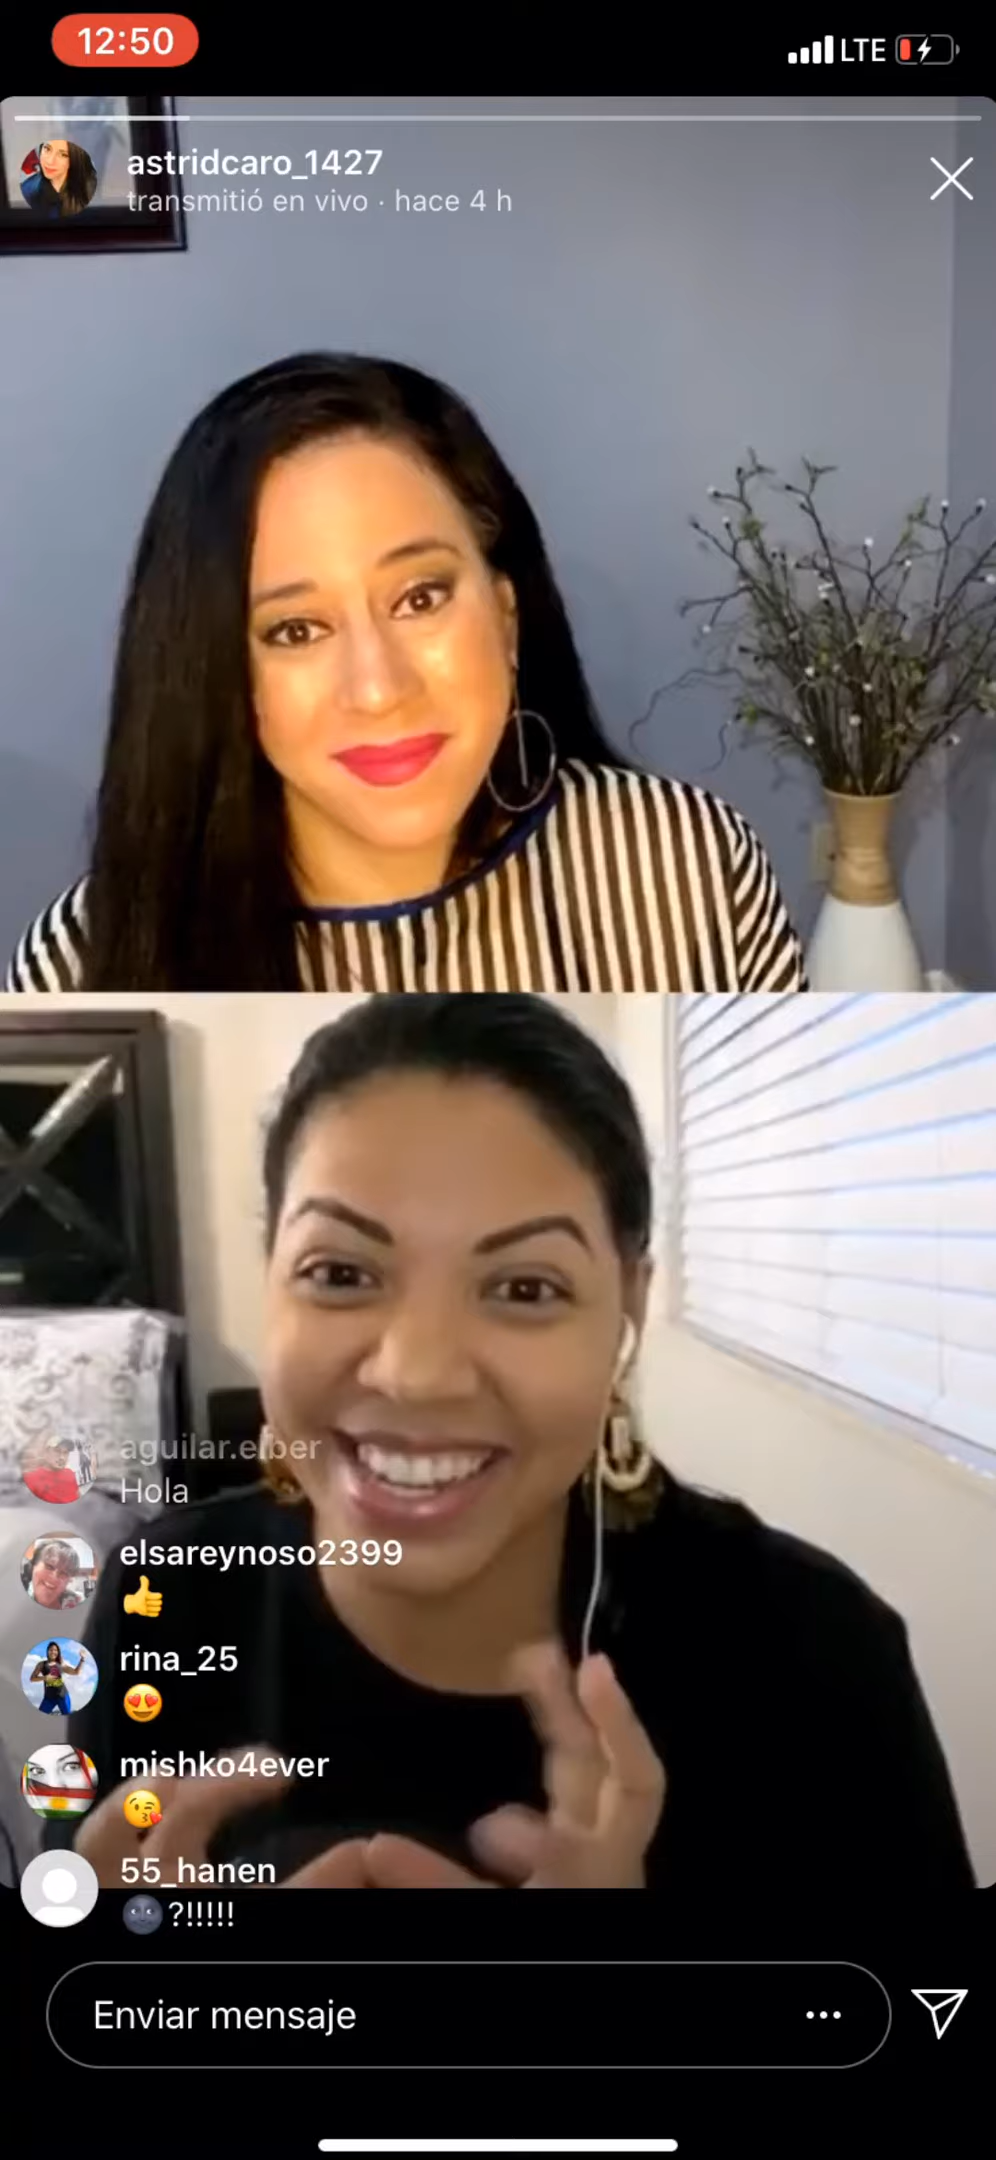 12:50
LTE
astridcaro_1427
transmitió en vivo · hace 4 h
aguilar.elber
Hola
elsareynoso2399
👍
rina_25
😍
mishko4ever
😘
55_hanen
🌚?!!!!!
Enviar mensaje